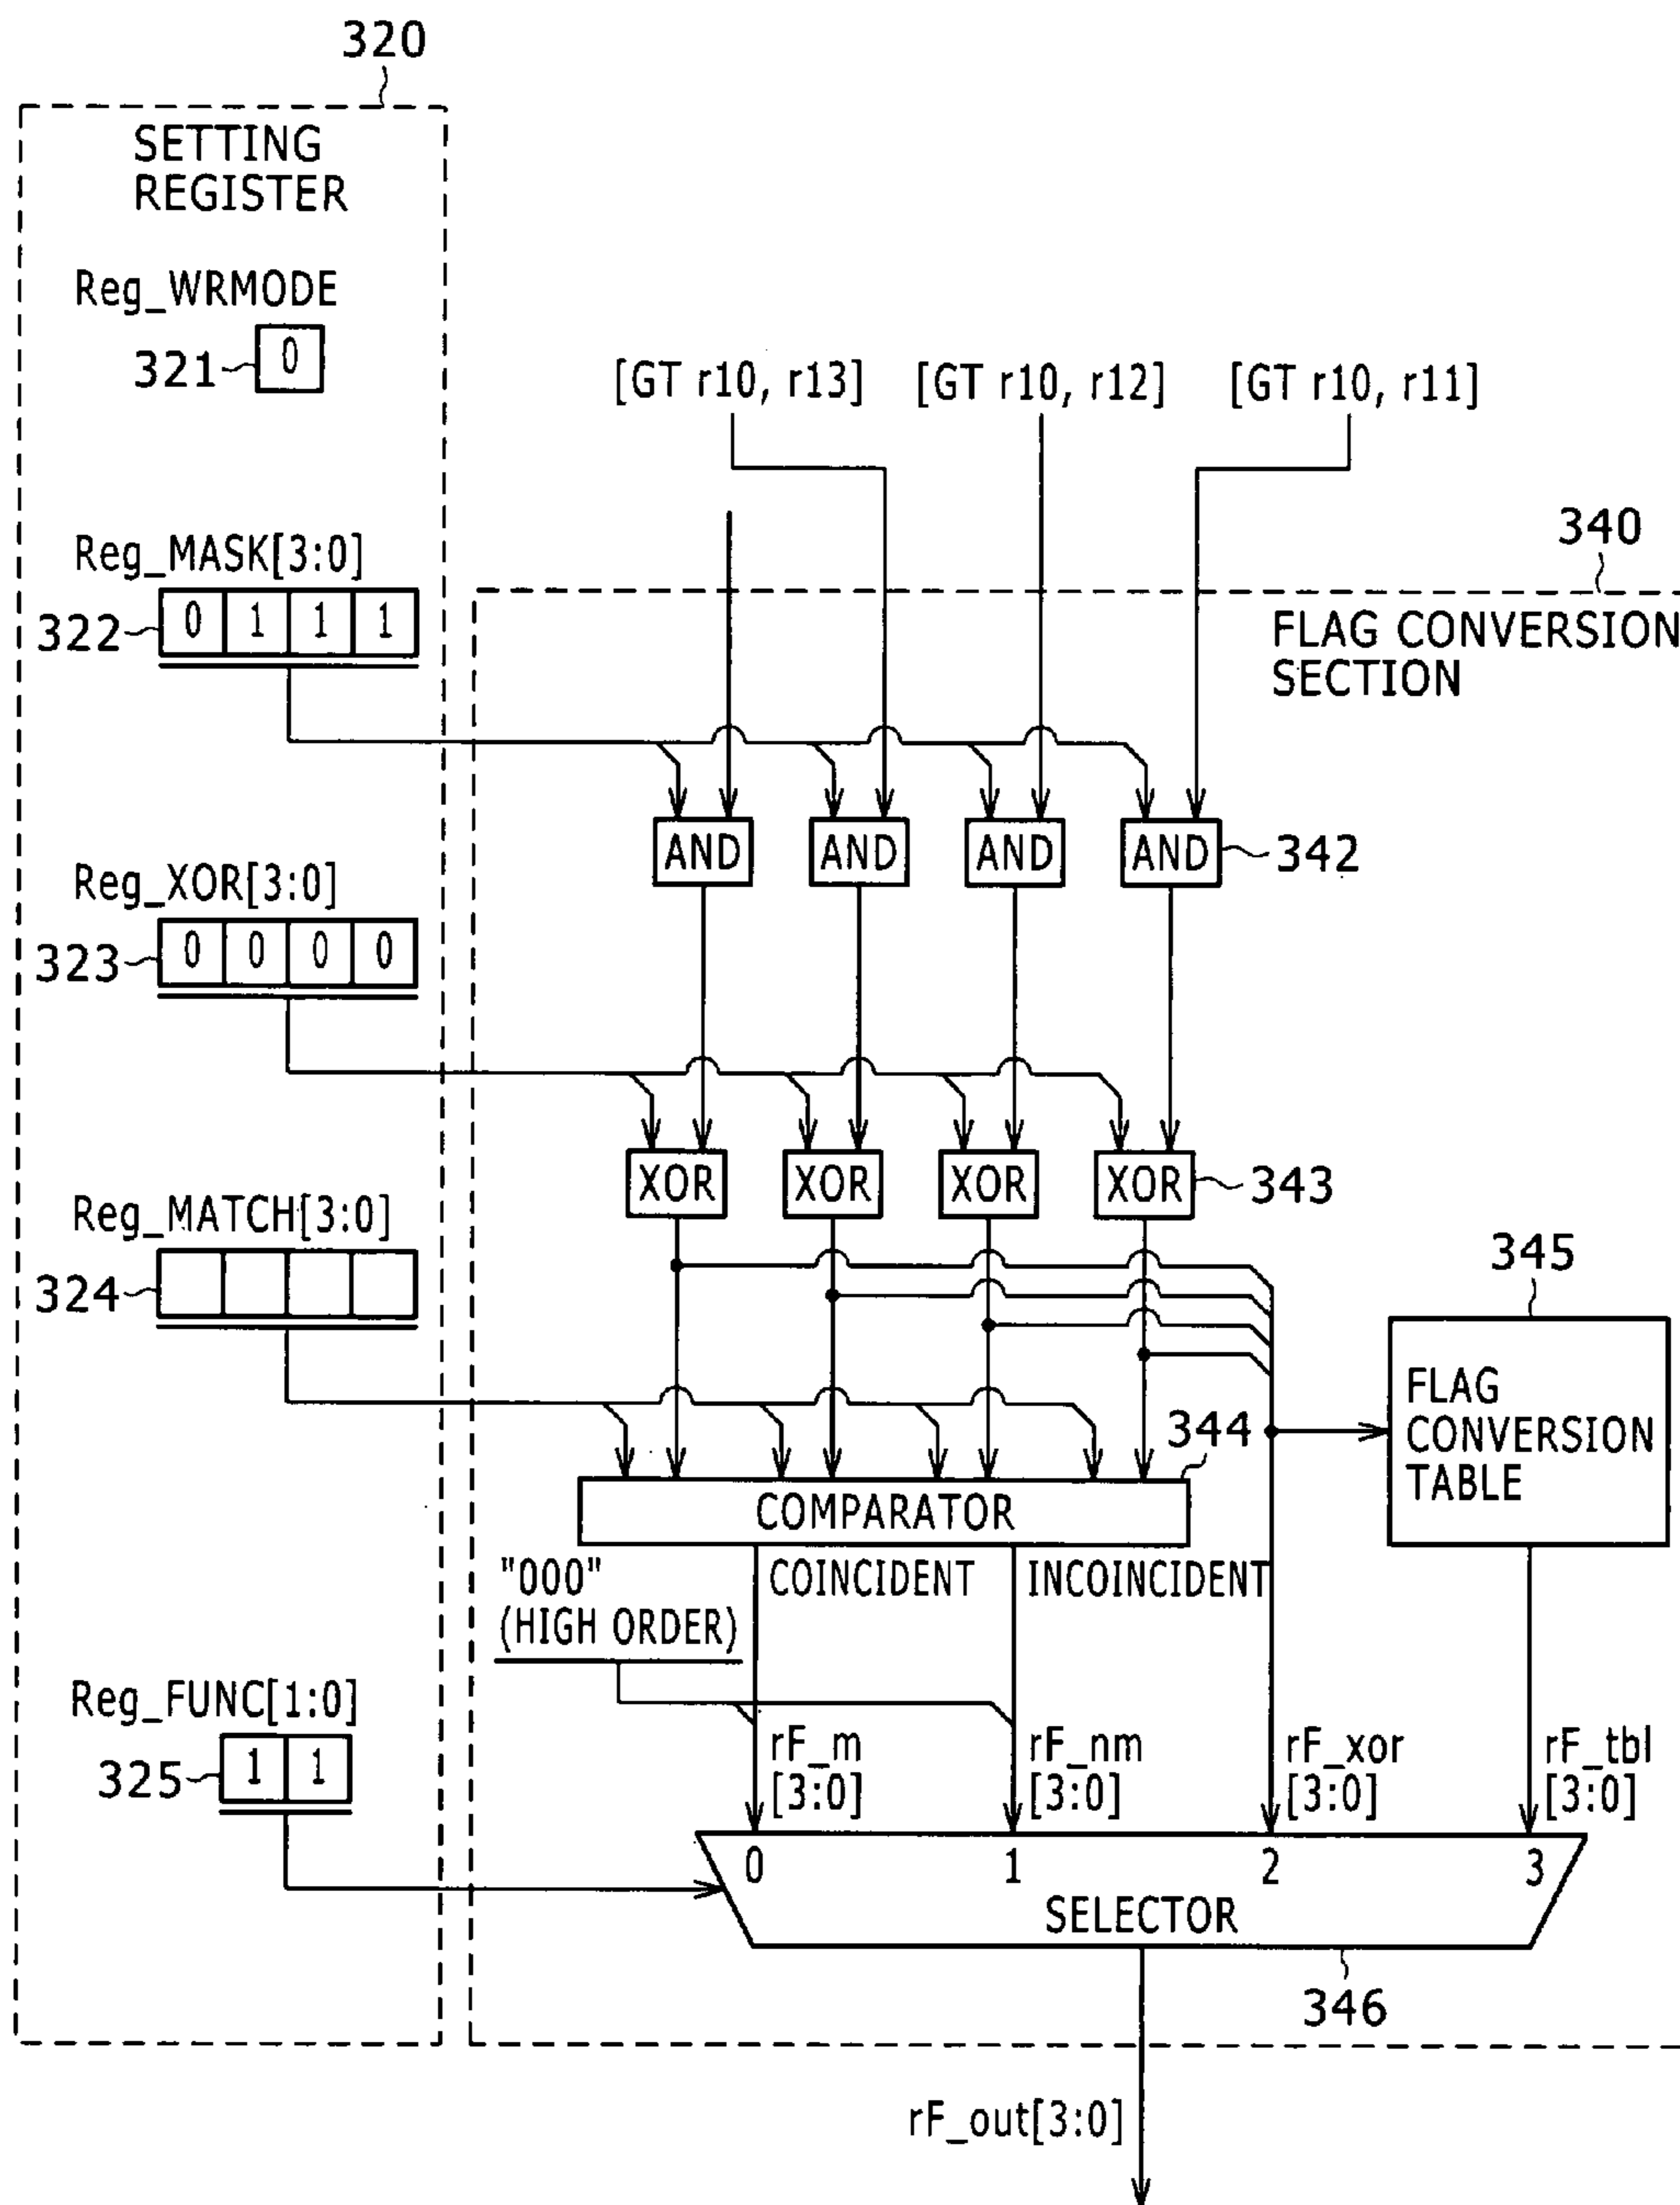 320
SETTING
REGISTER
Reg_WRMODE
321
0
[GT r10, r13] [GT r10, r12] [GT r10, r11]
340
Reg_MASK[3:0]
322
0 1 1 1
FLAG CONVERSION
SECTION
AND AND AND AND 342
Reg_XOR[3:0]
323
0 0 0 0
XOR XOR XOR XOR 343
Reg_MATCH[3:0]
324
345
FLAG
CONVERSION
TABLE
344
COMPARATOR
"000"
(HIGH ORDER)
COINCIDENT
INCOINCIDENT
Reg_FUNC[1:0]
325
1 1
rF_m
[3:0]
rF_nm
[3:0]
rF_xor
[3:0]
rF_tbl
[3:0]
0 1 2 3
SELECTOR
346
rF_out[3:0]